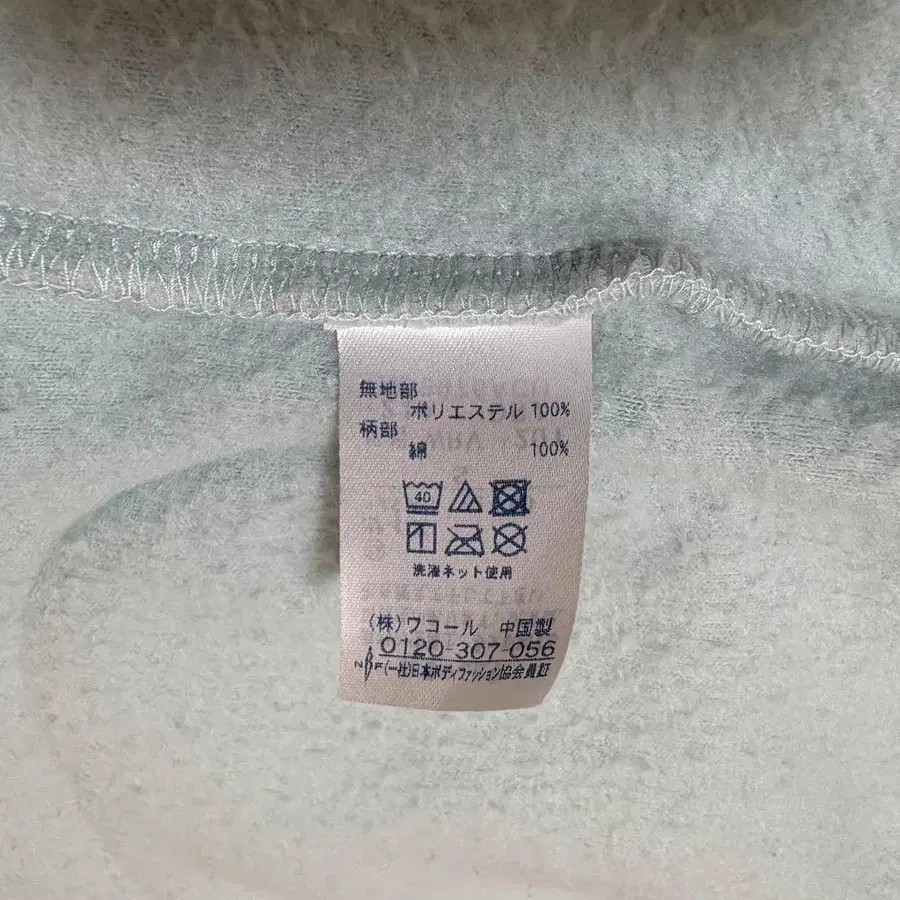 無地部
ポリエステル 100%
柄部
綿 100%
40
洗濯ネット使用
(株)ワコール 中国製
0120-307-056
NBF(一社)日本ボディファッション協会員証